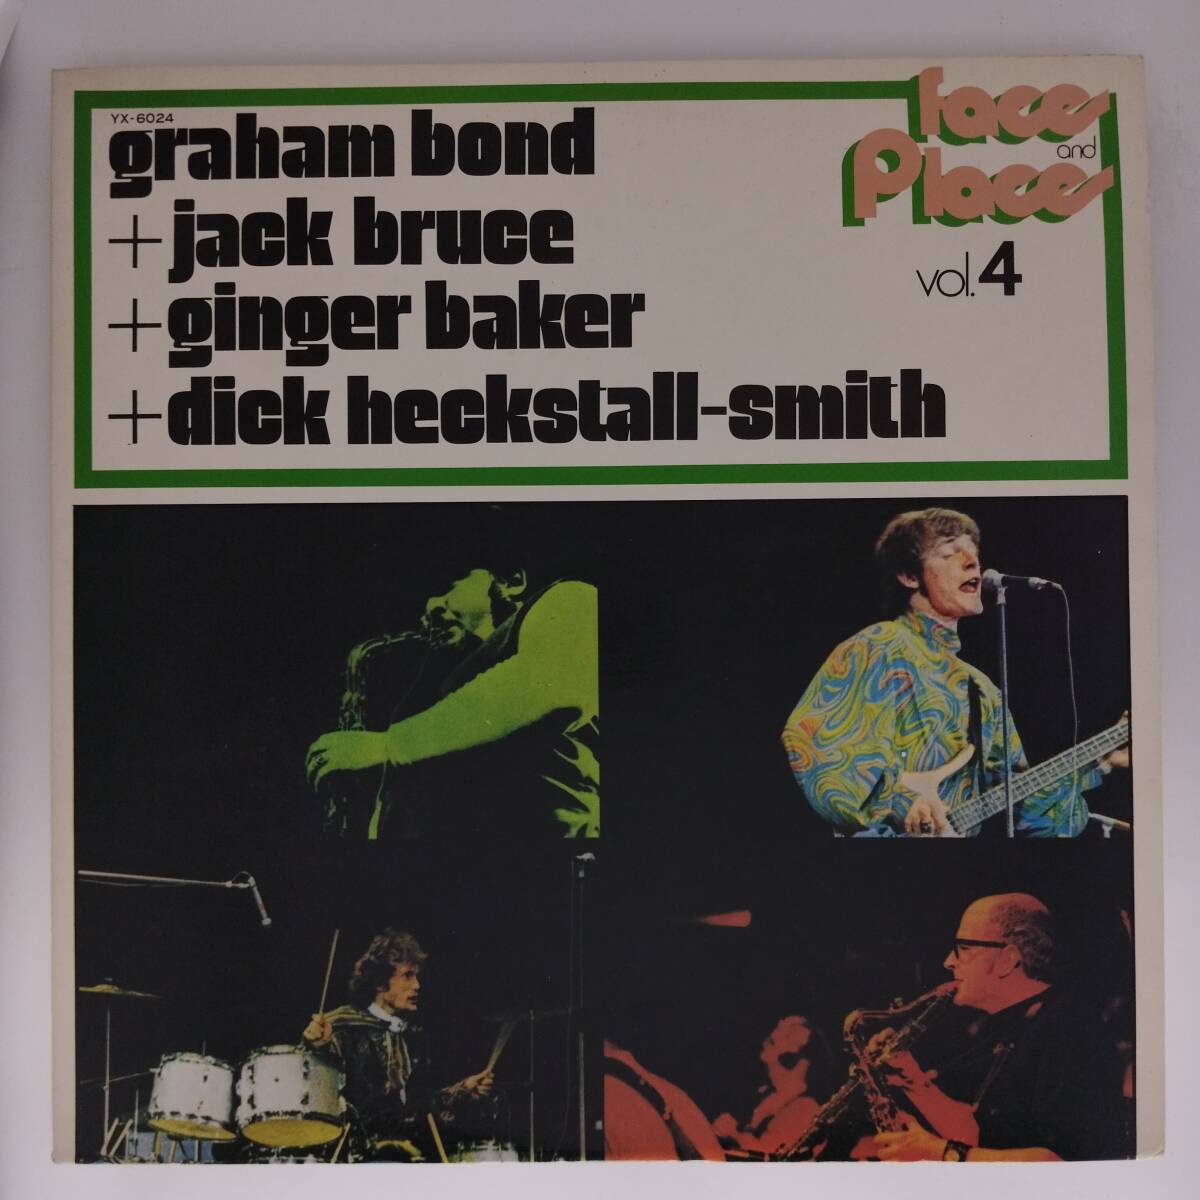 YX-6024
graham bond
+jack bruce
+ginger baker
+dick heckstall-smith
face
and
Place
vol.4